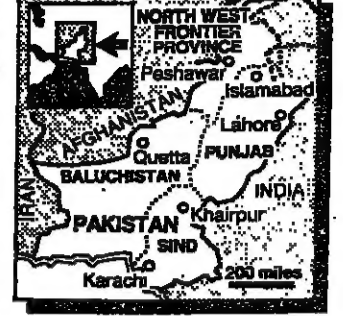 NORTH WEST
FRONTIER
PROVINCE
Peshawar
Islamabad
AFGHANISTAN
Lahore
Quetta
PUNJAB
BALUCHISTAN
IRAN
INDIA
Khairpur
PAKISTAN
SIND
Karachi
200 miles